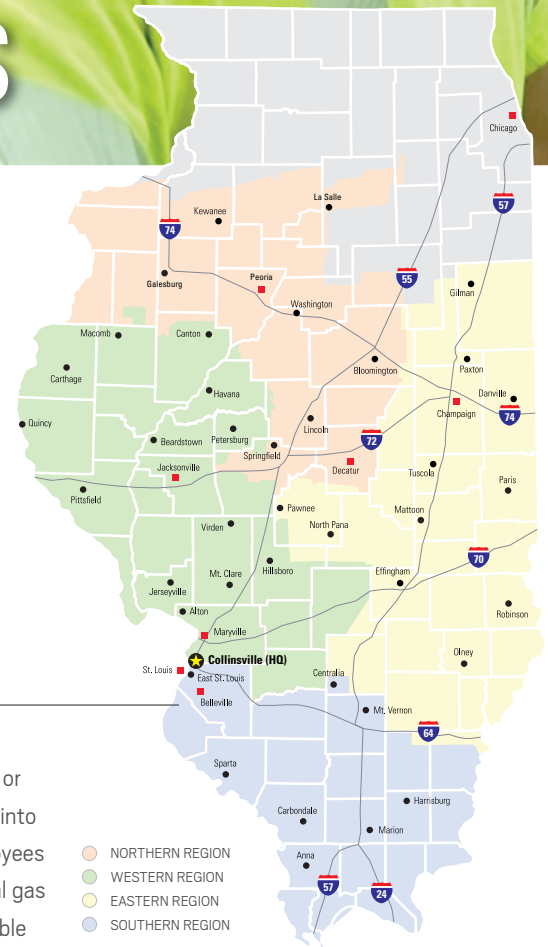 S
Chicago
La Salle
Kewanee
74
57
55
Galesburg
Peoria
Gilman
Washington
Macomb
Canton
Bloomington
Paxton
Carthage
Havana
Danville
Champaign
74
Quincy
Lincoln
Beardstown
Petersburg
72
Springfield
Jacksonville
Decatur
Tuscola
Paris
Pittsfield
Pawnee
Mattoon
Virden
North Pana
70
Mt. Clare
Hillsboro
Effingham
Jerseyville
Robinson
Alton
Maryville
Olney
Collinsville (HQ)
St. Louis
East St. Louis
Centralia
Belleville
Mt. Vernon
64
Sparta
Harrisburg
Carbondale
Marion
Anna
57
24
or
into
yees
al gas
ble
NORTHERN REGION
WESTERN REGION
EASTERN REGION
SOUTHERN REGION